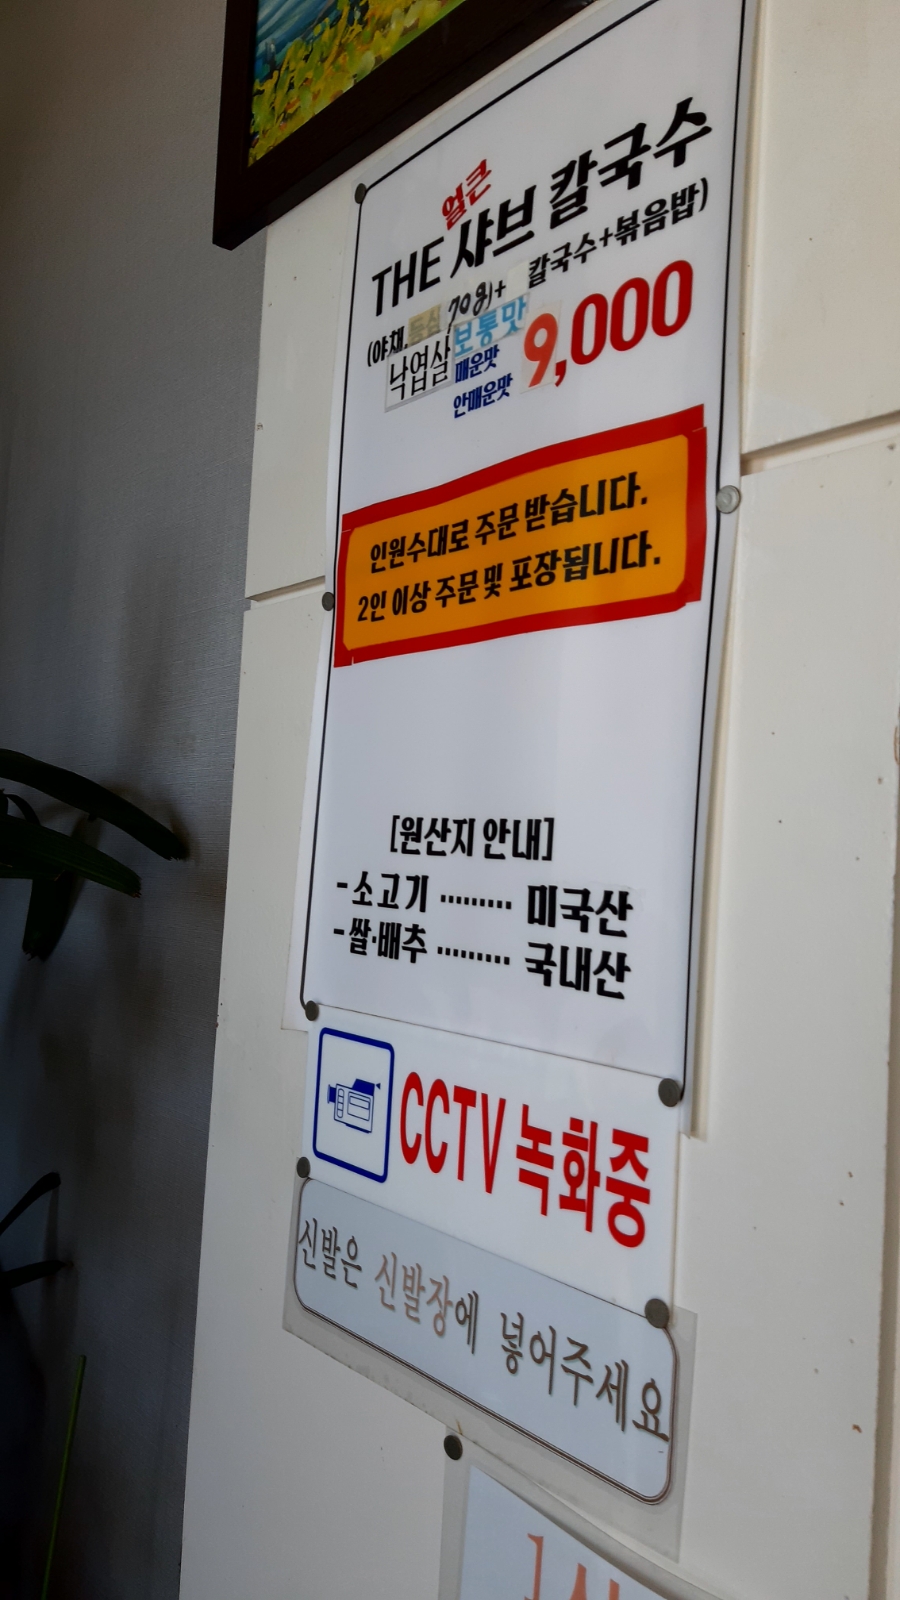 얼큰
THE 샤브 칼국수
(야채, 등심 70g)+ 칼국수+볶음밥)
낙엽살 보통맛
매운맛
안매운맛
9,000
인원수대로 주문 받습니다.
2인 이상 주문 및 포장됩니다.
[원산지 안내]
-소고기 ········· 미국산
-쌀·배추 ········· 국내산
CCTV 녹화중
신발은 신발장에 넣어주세요